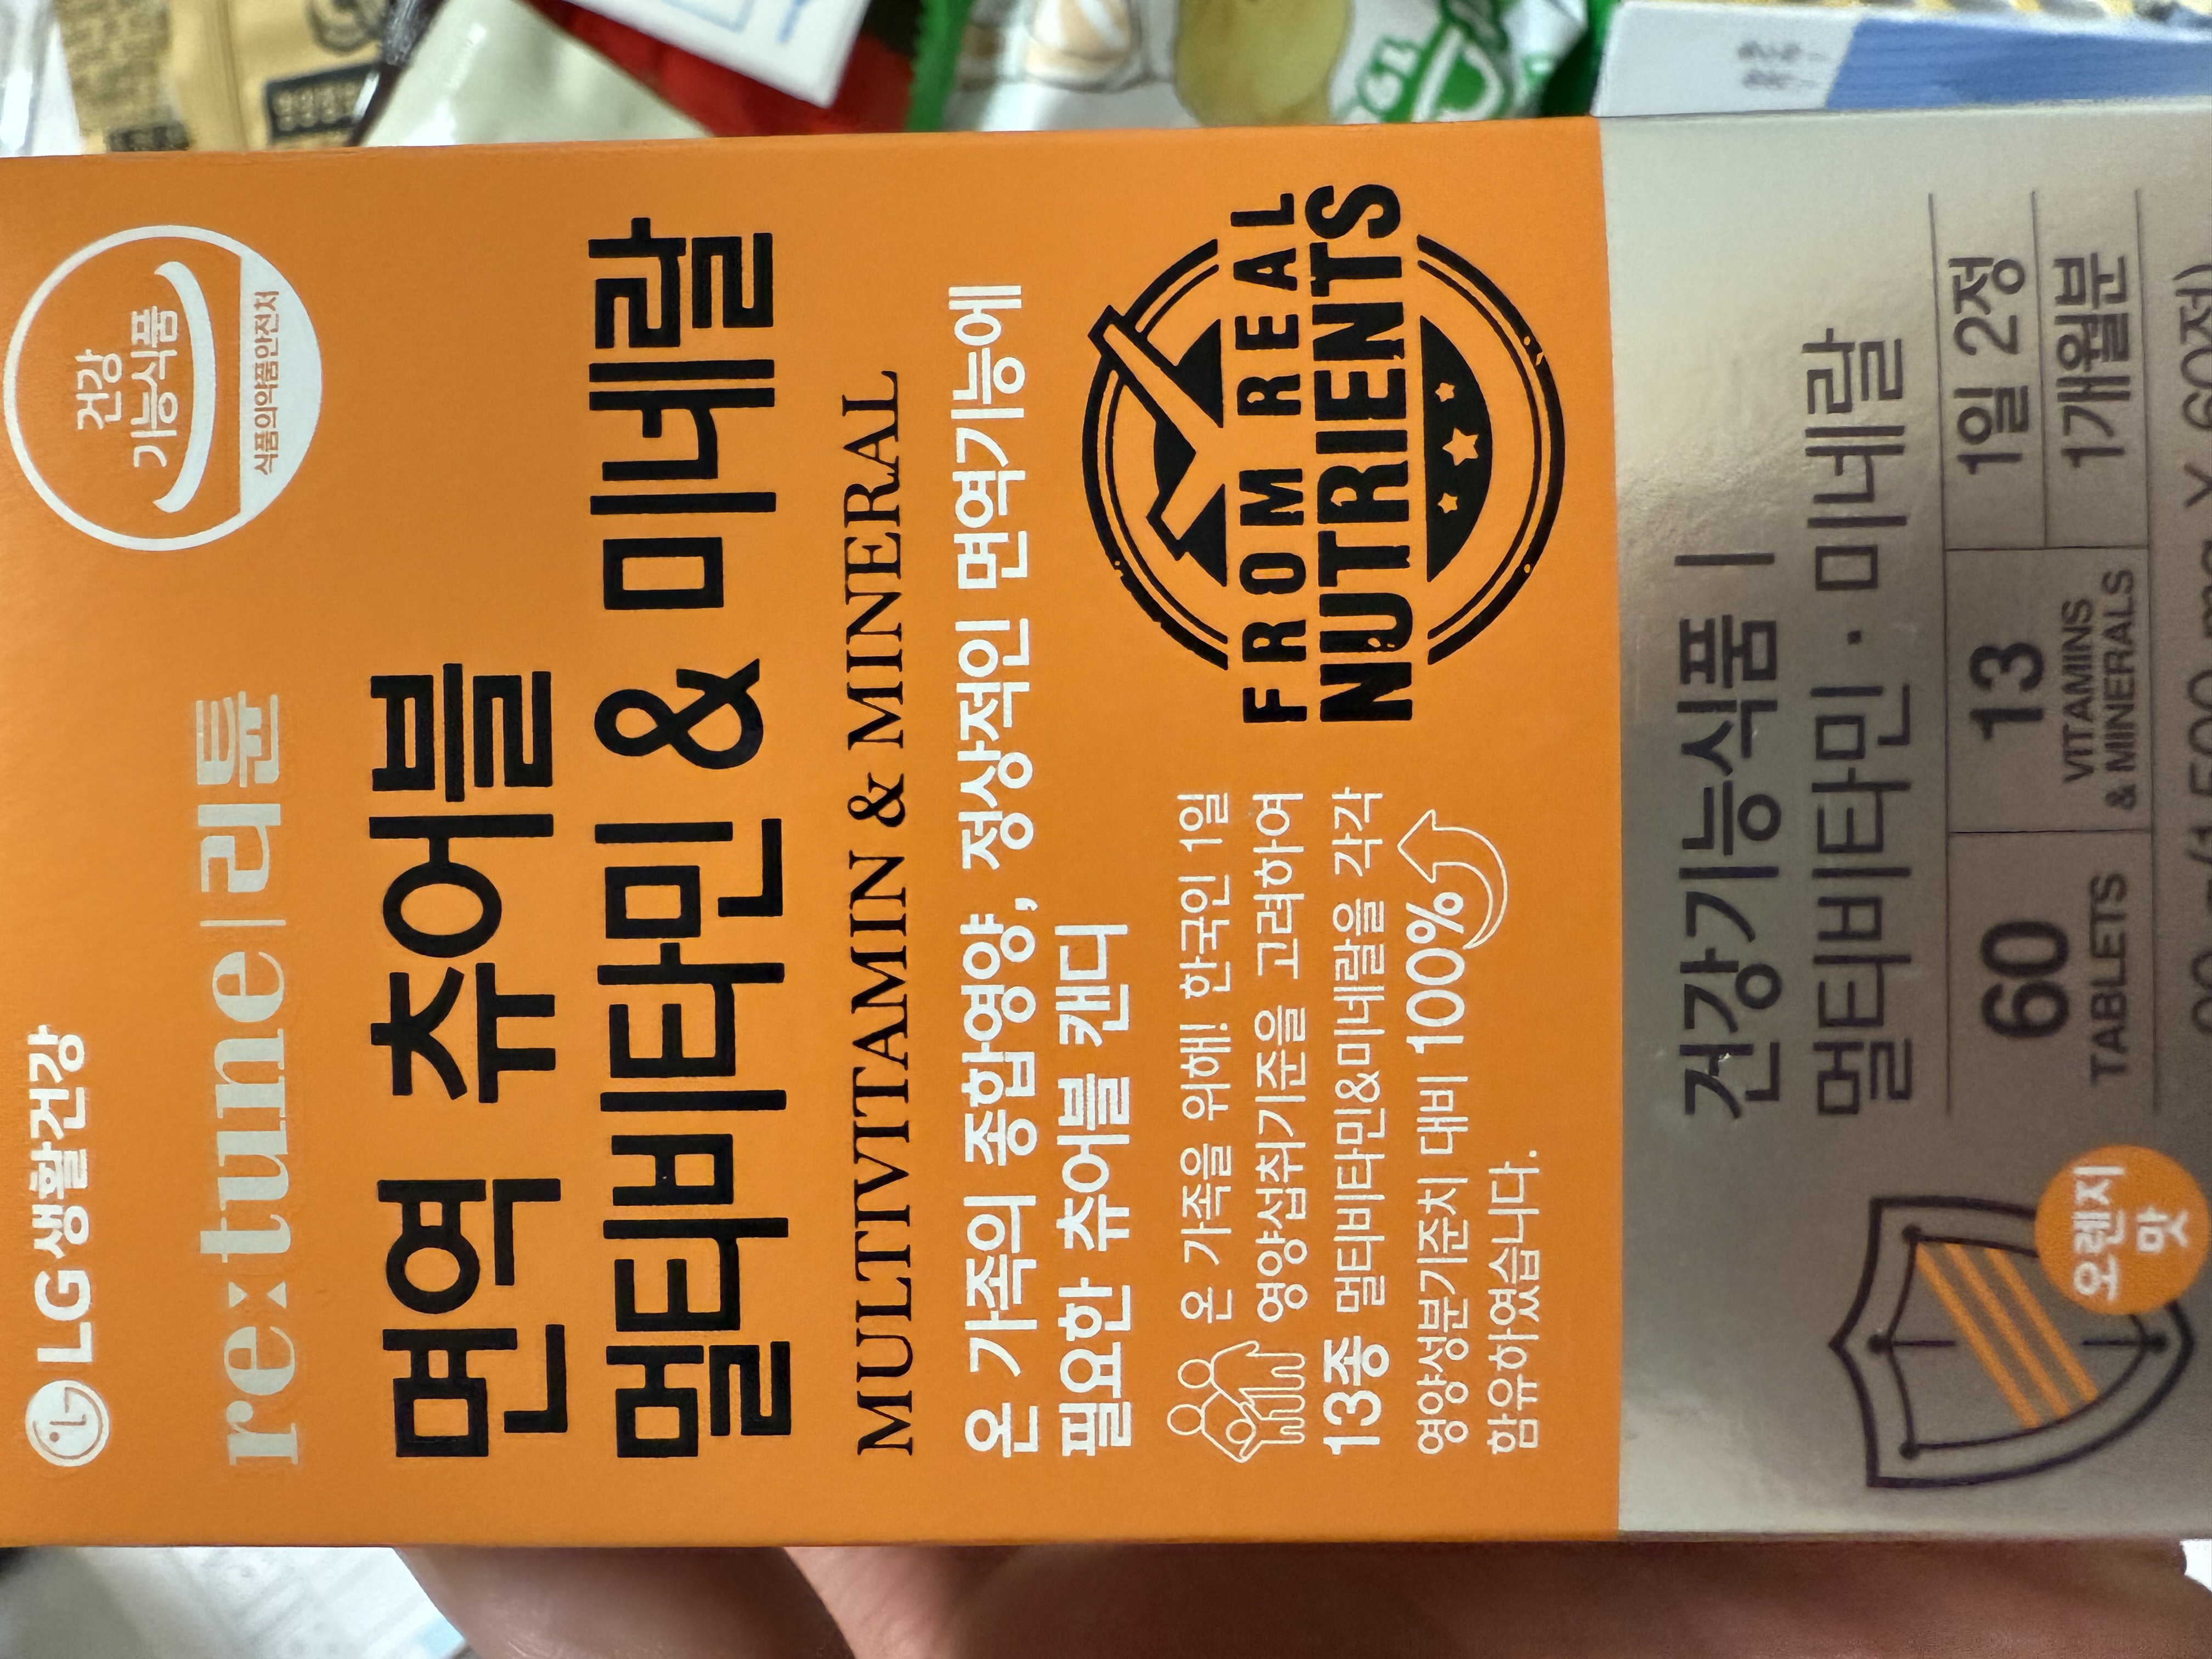 LG생활건강
건강
기능식품
식품의약품안전처
re:tune|리튠
면역 츄어블
멀티비타민 & 미네랄
MULTIVITAMIN & MINERAL
온 가족의 종합영양, 정상적인 면역기능에
필요한 츄어블 캔디
온 가족을 위해! 한국인 1일
영양섭취기준을 고려하여
13종 멀티비타민&미네랄을 각각
영양성분기준치 대비 100%
함유하였습니다.
FROM REAL
NUTRIENTS
건강기능식품 |
멀티비타민 · 미네랄
60
TABLETS
13
VITAMINS
& MINERALS
1일 2정
1개월분
오렌지
맛